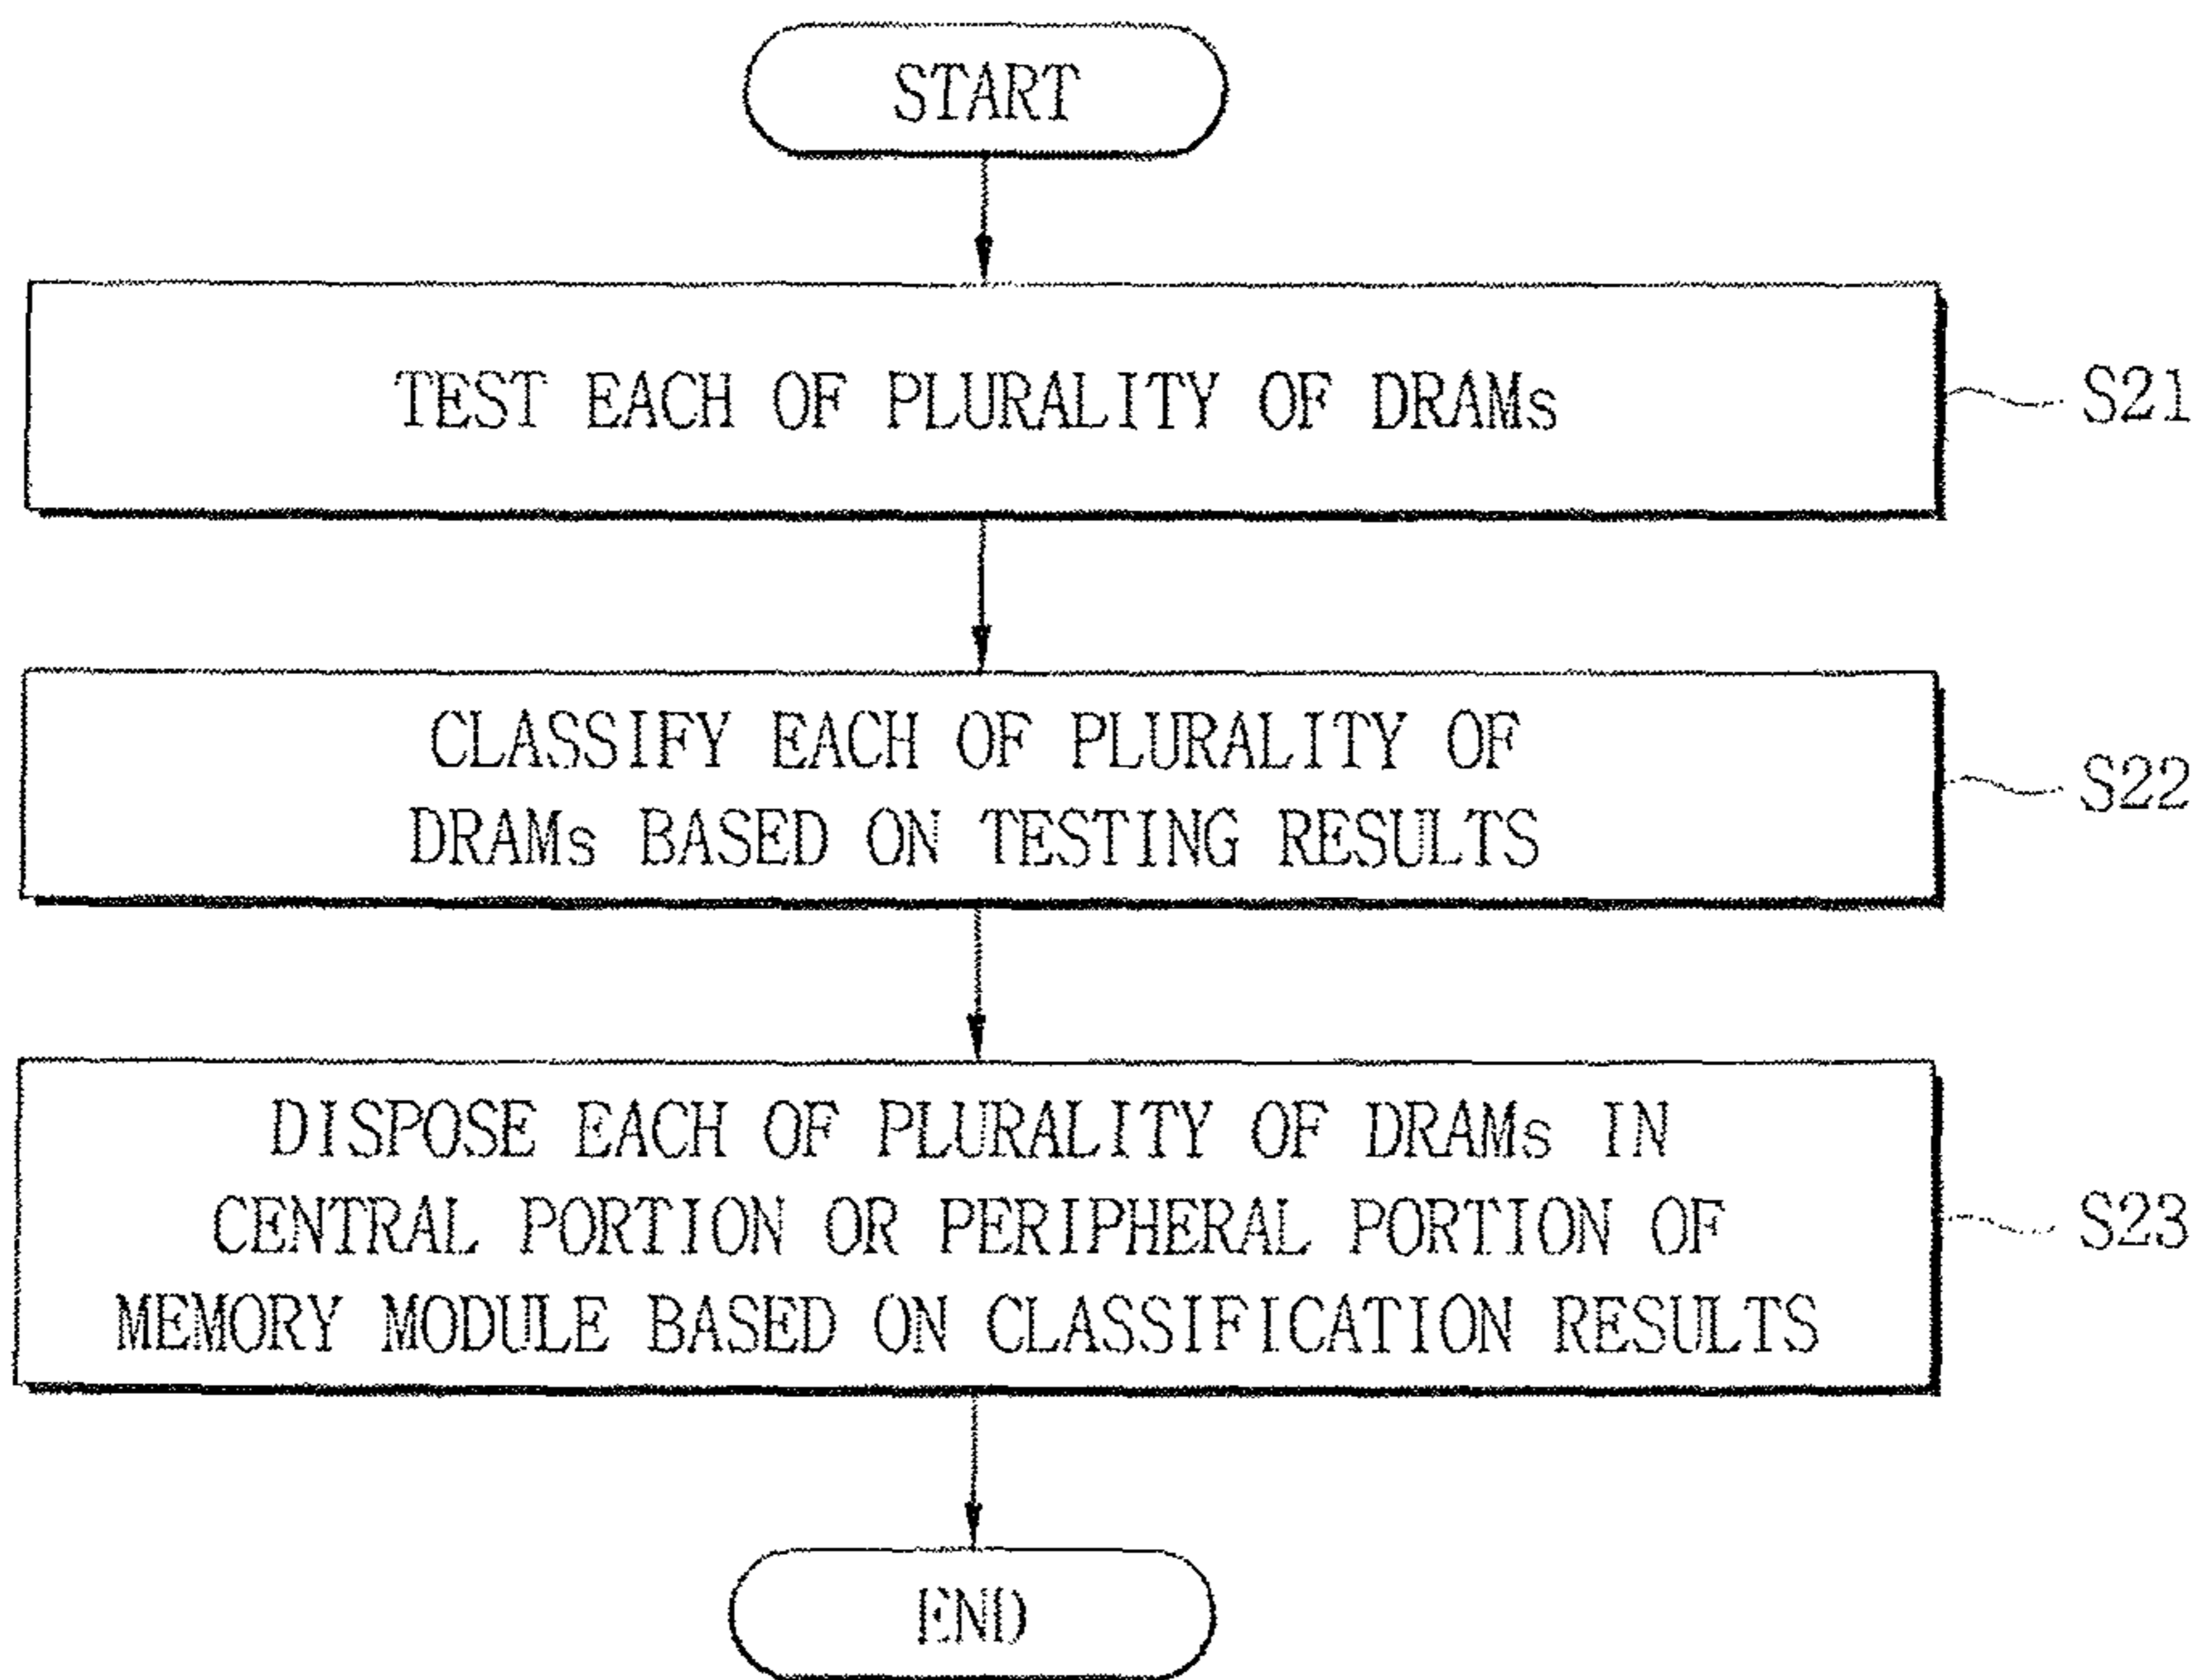 START
TEST EACH OF PLURALITY OF DRAMs
S21
CLASSIFY EACH OF PLURALITY OF
DRAMs BASED ON TESTING RESULTS
S22
DISPOSE EACH OF PLURALITY OF DRAMs IN
CENTRAL PORTION OR PERIPHERAL PORTION OF
MEMORY MODULE BASED ON CLASSIFICATION RESULTS
S23
END